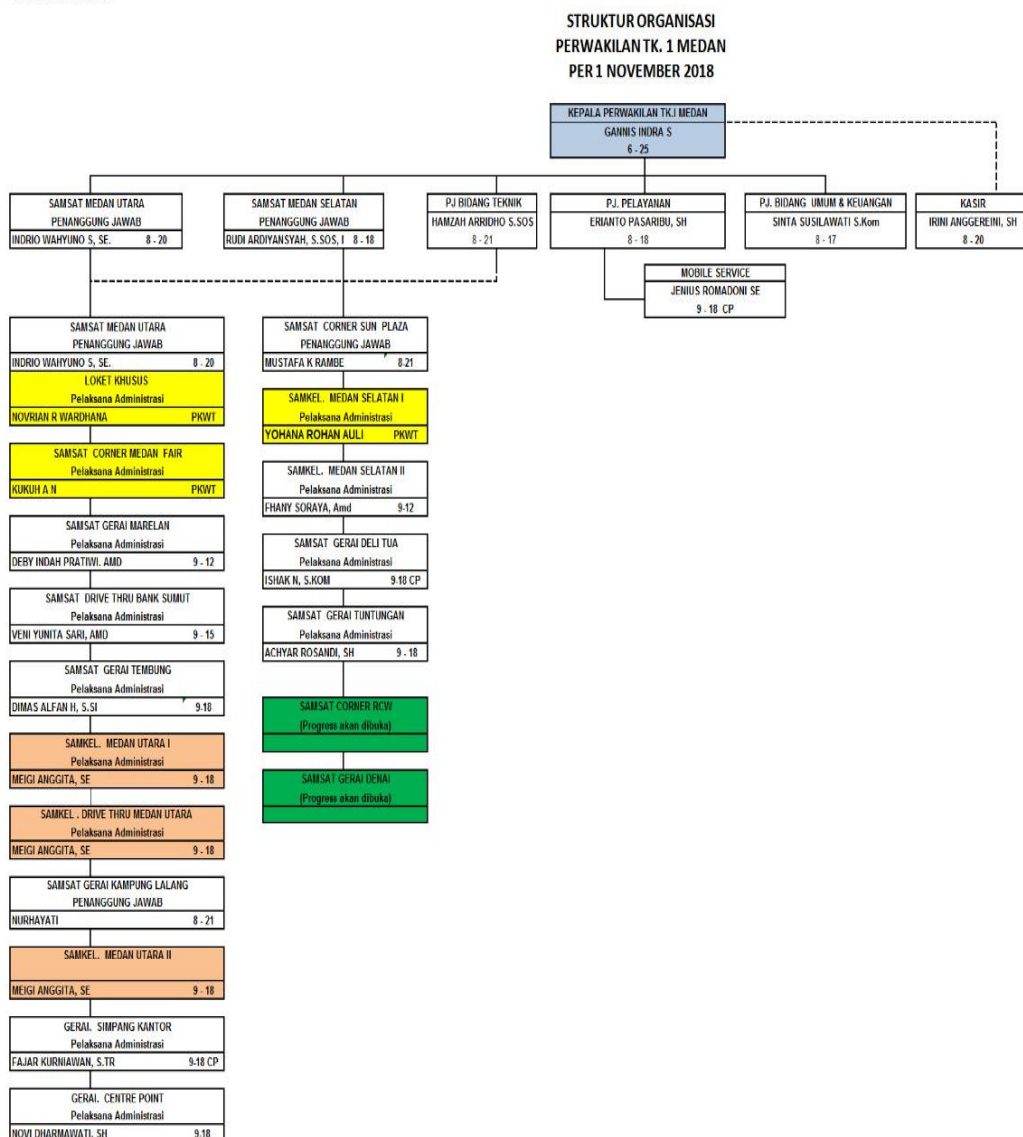 STRUKTUR ORGANISASI
PERWAKILAN TK. 1 MEDAN
PER 1 NOVEMBER 2018
KEPALA PERWAKILAN TK.I MEDAN
GANNIS INDRA S
6 - 25
SAMSAT MEDAN UTARA
PENANGGUNG JAWAB
INDRIO WAHYUNO S, SE. 8 - 20
SAMSAT MEDAN SELATAN
PENANGGUNG JAWAB
RUDI ARDIYANSYAH, S.SOS, I 8 - 18
PJ BIDANG TEKNIK
HAMZAH ARRIDHO S.SOS
8 - 21
PJ. PELAYANAN
ERIANTO PASARIBU, SH
8 - 18
PJ. BIDANG UMUM & KEUANGAN
SINTA SUSILAWATI S.Kom
8 - 17
KASIR
IRINI ANGGEREINI, SH
8 - 20
MOBILE SERVICE
JENIUS ROMADONI SE
9 - 18 CP
SAMSAT MEDAN UTARA
PENANGGUNG JAWAB
INDRIO WAHYUNO S, SE. 8 - 20
LOKET KHUSUS
Pelaksana Administrasi
NOVRIAN R WARDHANA PKWT
SAMSAT CORNER MEDAN FAIR
Pelaksana Administrasi
KUKUH A N PKWT
SAMSAT GERAI MARELAN
Pelaksana Administrasi
DEBY INDAH PRATIWI. AMD 9 - 12
SAMSAT DRIVE THRU BANK SUMUT
Pelaksana Administrasi
VENI YUNITA SARI, AMD 9 - 15
SAMSAT GERAI TEMBUNG
Pelaksana Administrasi
DIMAS ALFAN H, S.SI 9-18
SAMKEL. MEDAN UTARA I
Pelaksana Administrasi
MEIGI ANGGITA, SE 9 - 18
SAMKEL . DRIVE THRU MEDAN UTARA
Pelaksana Administrasi
MEIGI ANGGITA, SE 9 - 18
SAMSAT GERAI KAMPUNG LALANG
PENANGGUNG JAWAB
NURHAYATI 8 - 21
SAMKEL. MEDAN UTARA II
MEIGI ANGGITA, SE 9 - 18
GERAI. SIMPANG KANTOR
Pelaksana Administrasi
FAJAR KURNIAWAN, S.TR 9-18 CP
GERAI. CENTRE POINT
Pelaksana Administrasi
NOVI DHARMAWATI, SH 9.18
SAMSAT CORNER SUN PLAZA
PENANGGUNG JAWAB
MUSTAFA K RAMBE 8-21
SAMKEL. MEDAN SELATAN I
Pelaksana Administrasi
YOHANA ROHAN AULI PKWT
SAMKEL. MEDAN SELATAN II
Pelaksana Administrasi
FHANY SORAYA, Amd 9-12
SAMSAT GERAI DELI TUA
Pelaksana Administrasi
ISHAK N, S.KOM 9-18 CP
SAMSAT GERAI TUNTUNGAN
Pelaksana Administrasi
ACHYAR ROSANDI, SH 9 - 18
SAMSAT CORNER RCW
(Progress akan dibuka)
SAMSAT GERAI DENAI
(Progress akan dibuka)